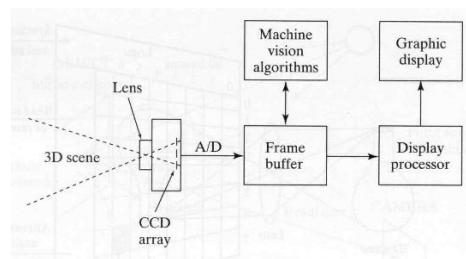 Machine
vision
algorithms
Graphic
display
Lens
3D scene
A/D
Frame
buffer
Display
processor
CCD
array